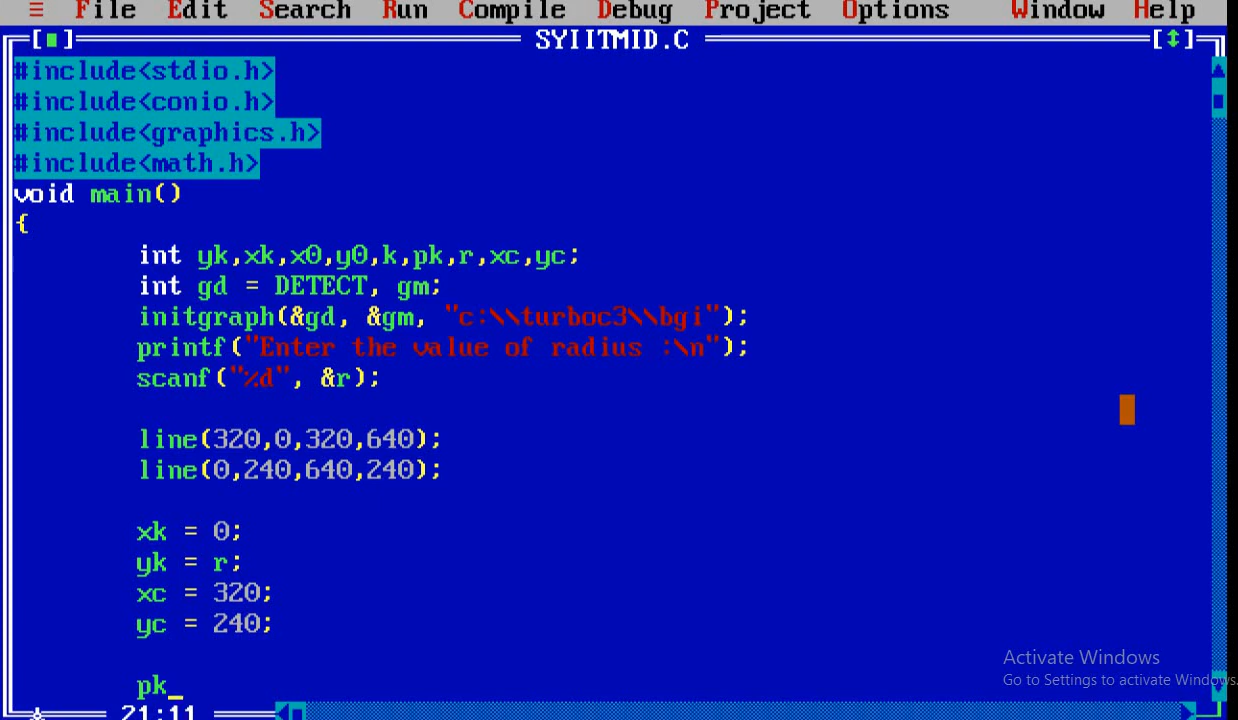 ≡ File Edit Search Run Compile Debug Project Options Window Help
[■] SYIITMID.C [↕]
#include<stdio.h>
#include<conio.h>
#include<graphics.h>
#include<math.h>
void main()
{
int yk,xk,x0,y0,k,pk,r,xc,yc;
int gd = DETECT, gm;
initgraph(&gd, &gm, "c:\\turboc3\\bgi");
printf("Enter the value of radius :\n");
scanf("%d", &r);
line(320,0,320,640);
line(0,240,640,240);
xk = 0;
yk = r;
xc = 320;
yc = 240;
pk_
21:11
Activate Windows
Go to Settings to activate Windows.